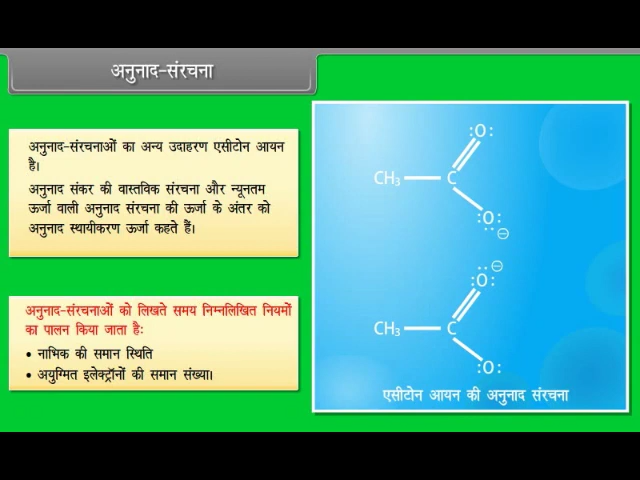 अनुनाद-संरचना
अनुनाद-संरचनाओं का अन्य उदाहरण एसीटोन आयन
है।
अनुनाद संकर की वास्तविक संरचना और न्यूनतम
ऊर्जा वाली अनुनाद संरचना की ऊर्जा के अंतर को
अनुनाद स्थायीकरण ऊर्जा कहते हैं।
अनुनाद-संरचनाओं को लिखते समय निम्नलिखित नियमों
का पालन किया जाता है:
• नाभिक की समान स्थिति
• अयुग्मित इलेक्ट्रॉनों की समान संख्या।
:O:
CH₃ — C
:O:
⊖
⊖
:O:
CH₃ — C
:O:
एसीटोन आयन की अनुनाद संरचना